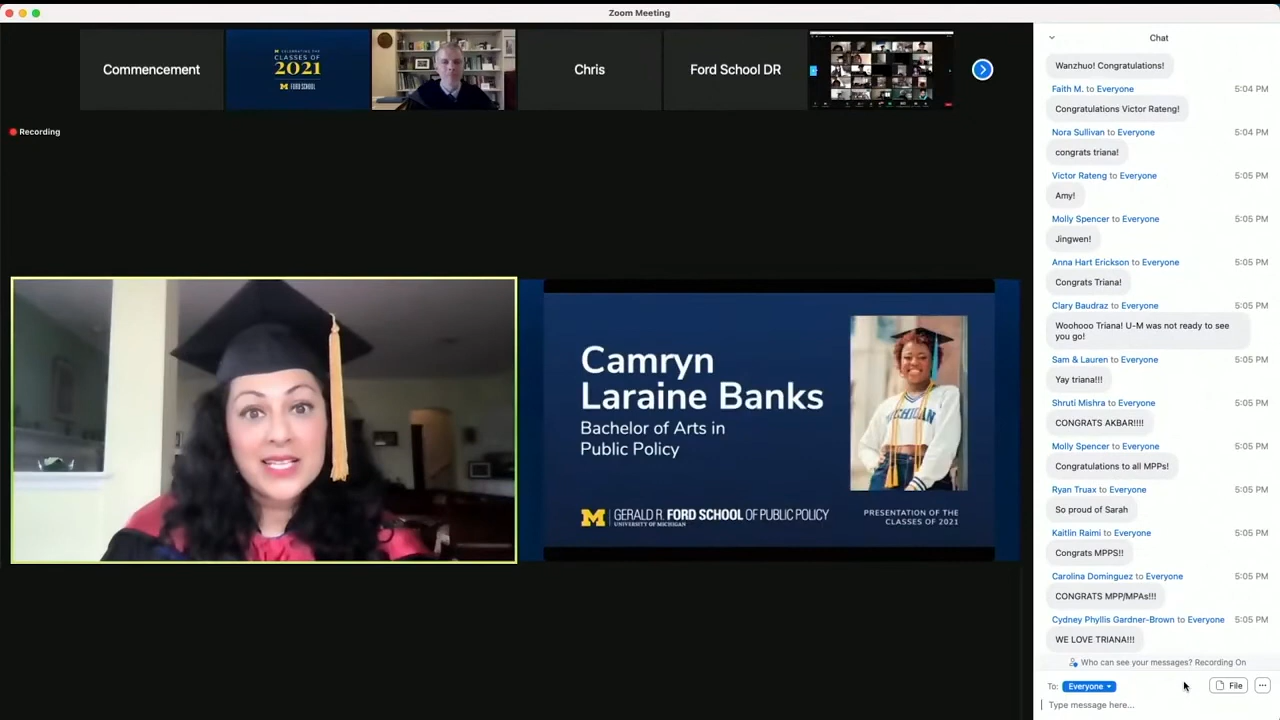 Zoom Meeting
Commencement
CELEBRATING THE
CLASSES OF
2021
M FORD SCHOOL
Chris
Ford School DR
Recording
Camryn
Laraine Banks
Bachelor of Arts in
Public Policy
MICHIGAN
M GERALD R. FORD SCHOOL OF PUBLIC POLICY
UNIVERSITY OF MICHIGAN
PRESENTATION OF THE
CLASSES OF 2021
Chat
Wanzhuo! Congratulations!
Faith M. to Everyone 5:04 PM
Congratulations Victor Rateng!
Nora Sullivan to Everyone 5:04 PM
congrats triana!
Victor Rateng to Everyone 5:05 PM
Amy!
Molly Spencer to Everyone 5:05 PM
Jingwen!
Anna Hart Erickson to Everyone 5:05 PM
Congrats Triana!
Clary Baudraz to Everyone 5:05 PM
Woohooo Triana! U-M was not ready to see
you go!
Sam & Lauren to Everyone 5:05 PM
Yay triana!!!
Shruti Mishra to Everyone 5:05 PM
CONGRATS AKBAR!!!!
Molly Spencer to Everyone 5:05 PM
Congratulations to all MPPs!
Ryan Truax to Everyone 5:05 PM
So proud of Sarah
Kaitlin Raimi to Everyone 5:05 PM
Congrats MPPS!!
Carolina Dominguez to Everyone 5:05 PM
CONGRATS MPP/MPAs!!!
Cydney Phyllis Gardner-Brown to Everyone 5:05 PM
WE LOVE TRIANA!!!
Who can see your messages? Recording On
To: Everyone
File
Type message here...